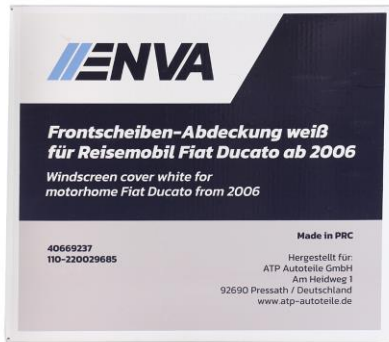 ENVA
Frontscheiben-Abdeckung weiß
für Reisemobil Fiat Ducato ab 2006
Windscreen cover white for
motorhome Fiat Ducato from 2006
Made in PRC
40669237
110-220029685
Hergestellt für:
ATP Autoteile GmbH
Am Heidweg 1
92690 Pressath / Deutschland
www.atp-autoteile.de